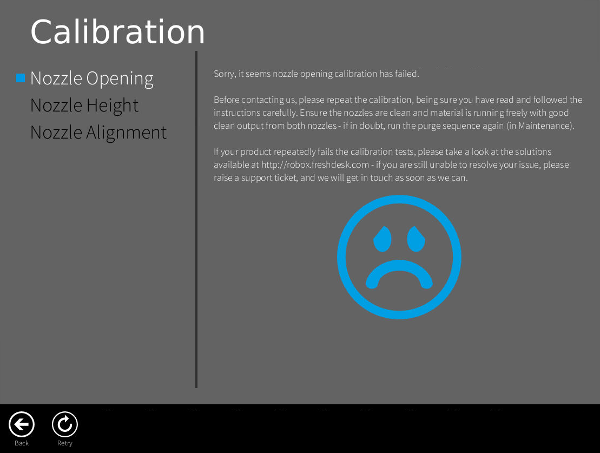 Calibration
Nozzle Opening
Nozzle Height
Nozzle Alignment
Sorry, it seems nozzle opening calibration has failed.
Before contacting us, please repeat the calibration, being sure you have read and followed the
instructions carefully. Ensure the nozzles are clean and material is running freely with good
clean output from both nozzles - if in doubt, run the purge sequence again (in Maintenance).
If your product repeatedly fails the calibration tests, please take a look at the solutions
available at http://robox.freshdesk.com - if you are still unable to resolve your issue, please
raise a support ticket, and we will get in touch as soon as we can.
Back
Retry